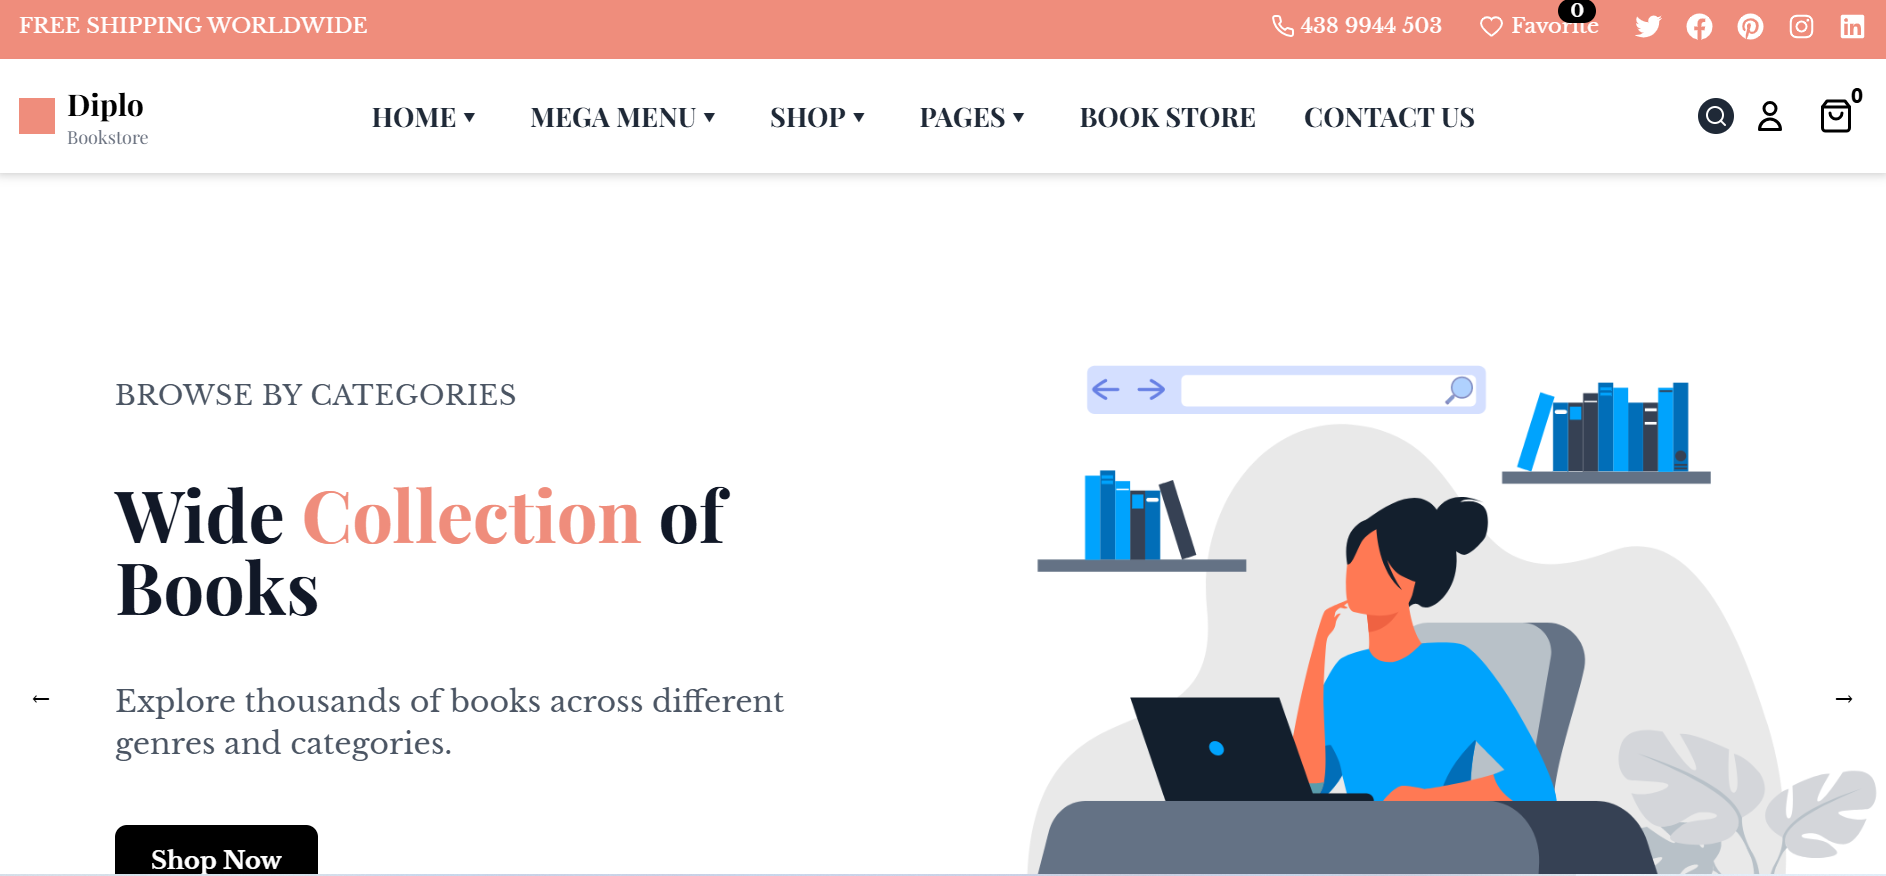 FREE SHIPPING WORLDWIDE
438 9944 503
Favorite
0
Diplo
Bookstore
HOME
MEGA MENU
SHOP
PAGES
BOOK STORE
CONTACT US
0
BROWSE BY CATEGORIES
Wide Collection of
Books
Explore thousands of books across different
genres and categories.
Shop Now